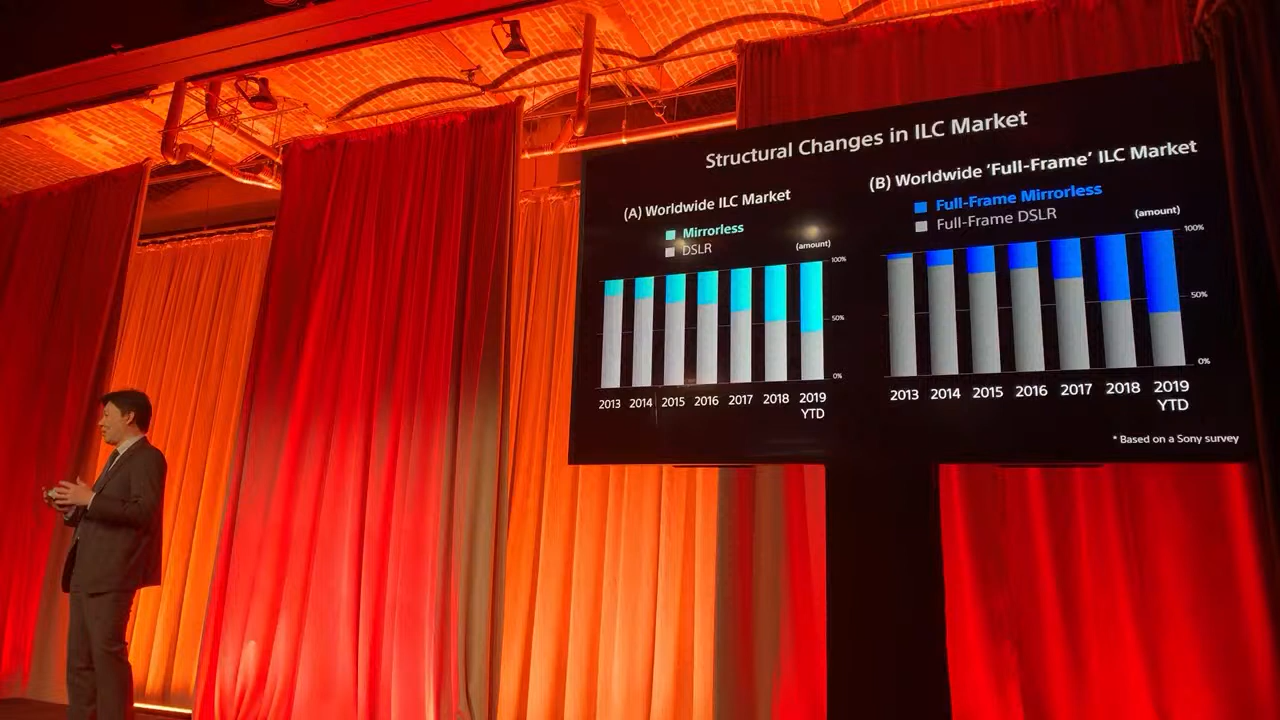 Structural Changes in ILC Market
(A) Worldwide ILC Market
Mirrorless
DSLR
(amount)
100%
50%
0%
2013 2014 2015 2016 2017 2018 2019
YTD
(B) Worldwide ‘Full-Frame’ ILC Market
Full-Frame Mirrorless
Full-Frame DSLR
(amount)
100%
50%
0%
2013 2014 2015 2016 2017 2018 2019
YTD
* Based on a Sony survey